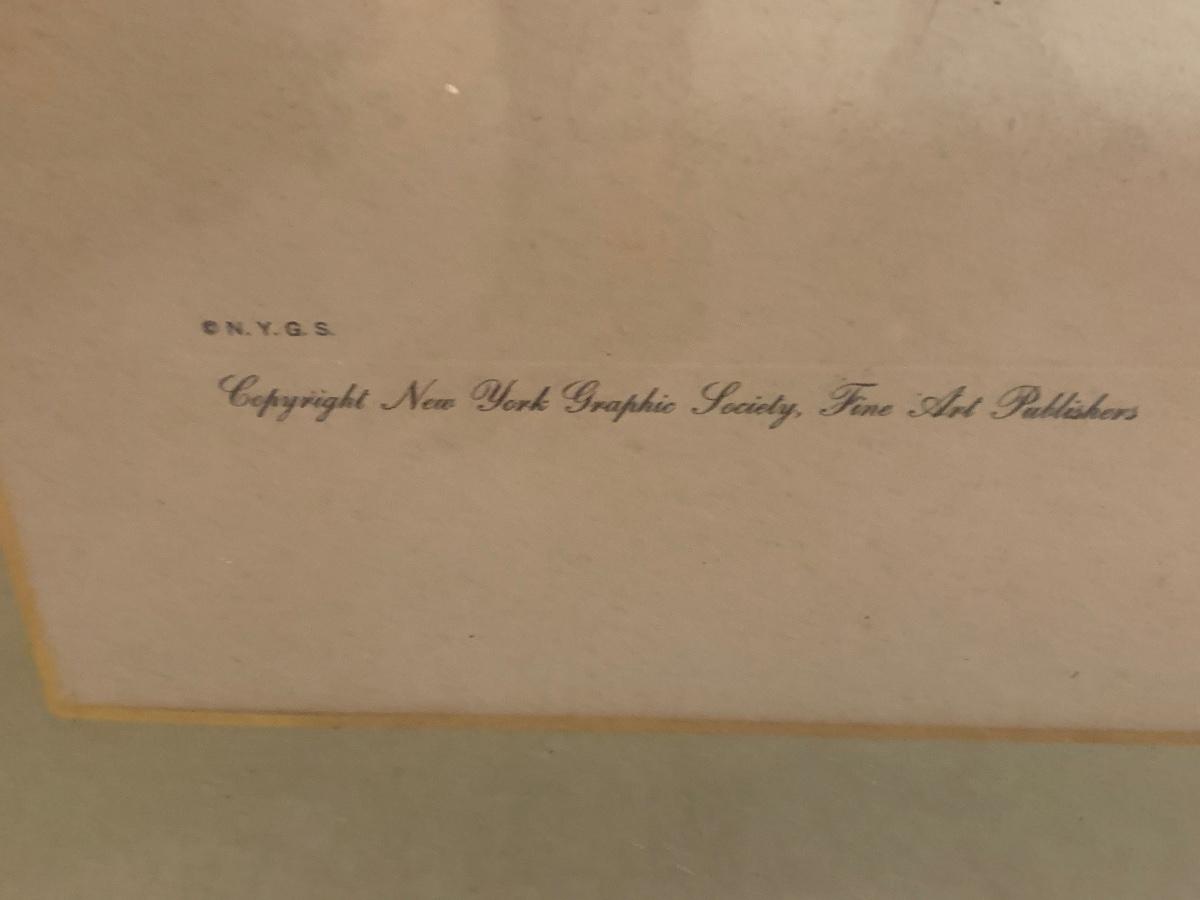 © N. Y. G. S.
Copyright New York Graphic Society, Fine Art Publishers